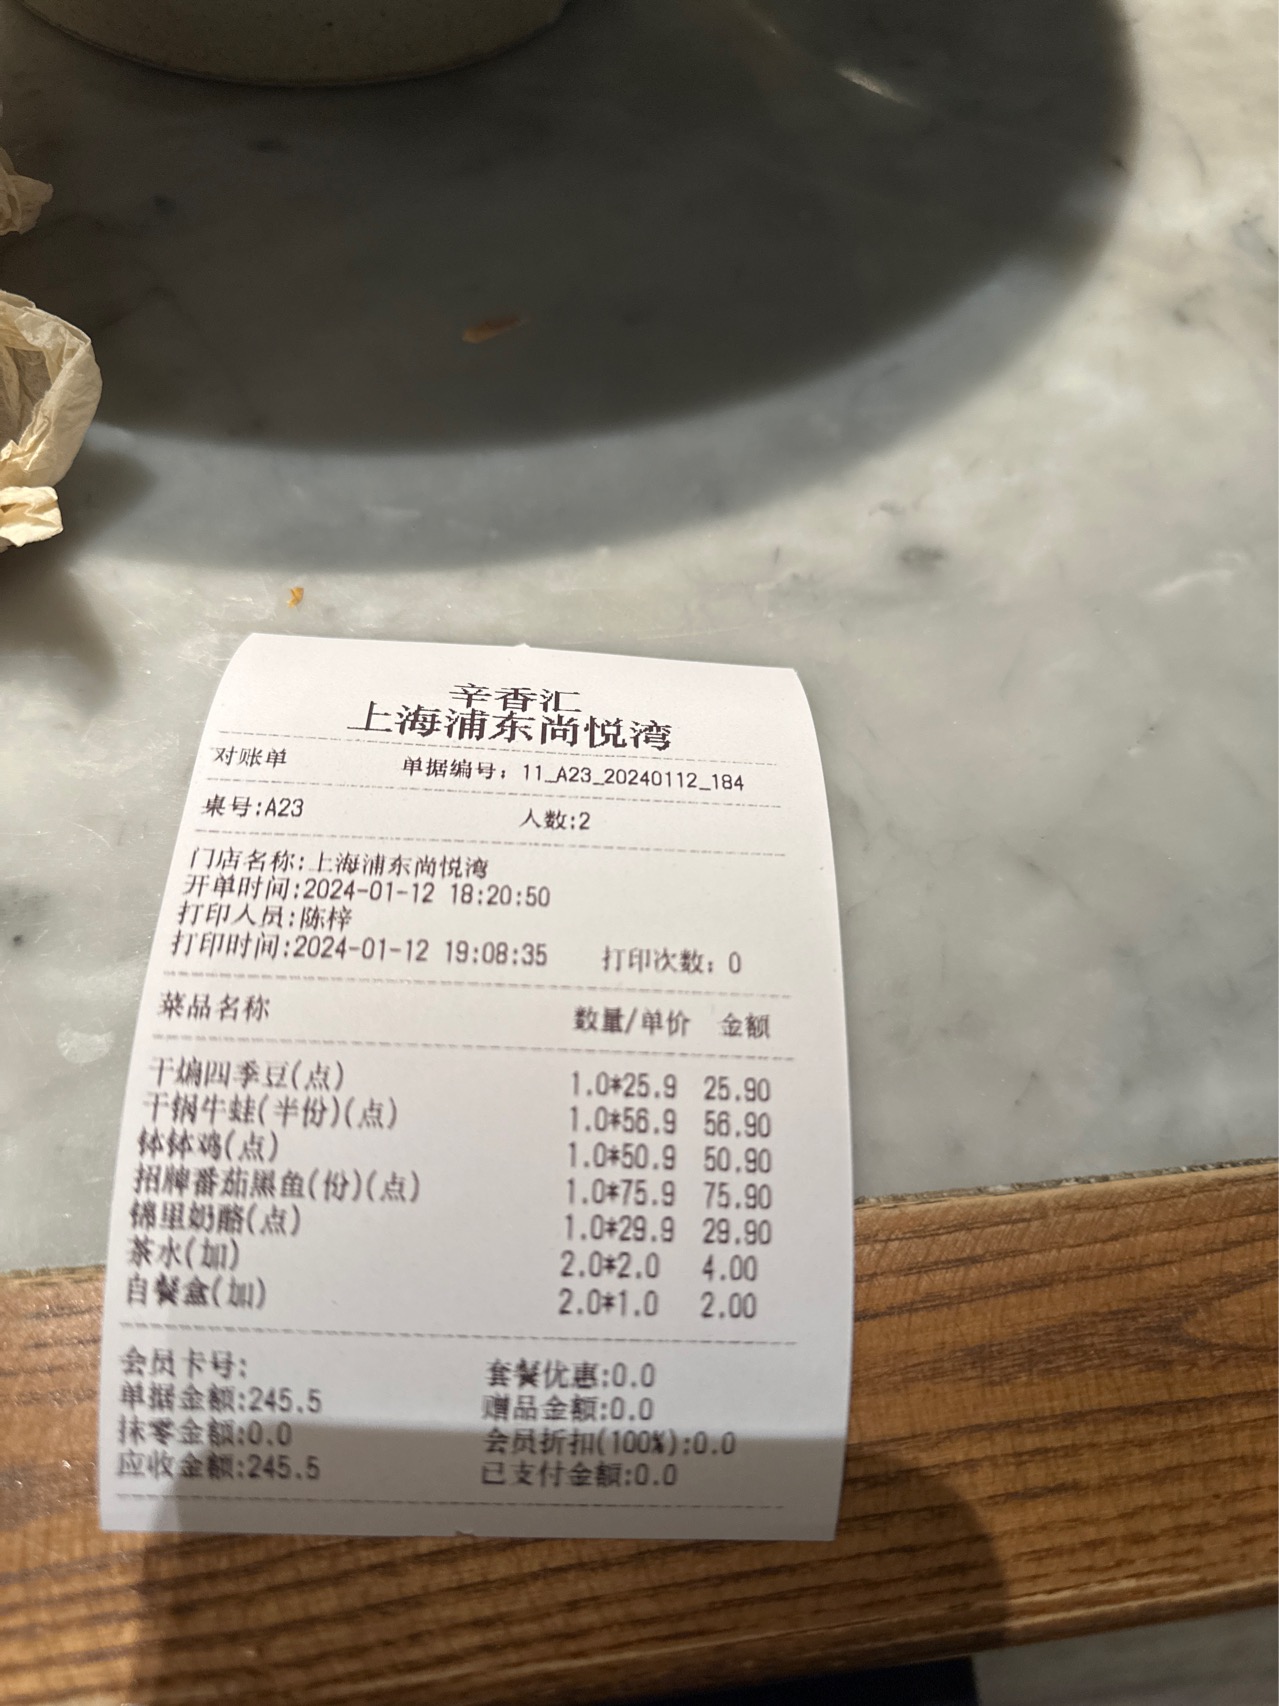 辛香汇
上海浦东尚悦湾
对账单 单据编号：11_A23_20240112_184
桌号:A23 人数:2
门店名称:上海浦东尚悦湾
开单时间:2024-01-12 18:20:50
打印人员:陈梓
打印时间:2024-01-12 19:08:35 打印次数：0
菜品名称 数量/单价 金额
干煸四季豆(点) 1.0*25.9 25.90
干锅牛蛙(半份)(点) 1.0*56.9 56.90
钵钵鸡(点) 1.0*50.9 50.90
招牌番茄黑鱼(份)(点) 1.0*75.9 75.90
锦里奶酪(点) 1.0*29.9 29.90
茶水(加) 2.0*2.0 4.00
自餐盒(加) 2.0*1.0 2.00
会员卡号: 套餐优惠:0.0
单据金额:245.5 赠品金额:0.0
抹零金额:0.0 会员折扣(100%):0.0
应收金额:245.5 已支付金额:0.0